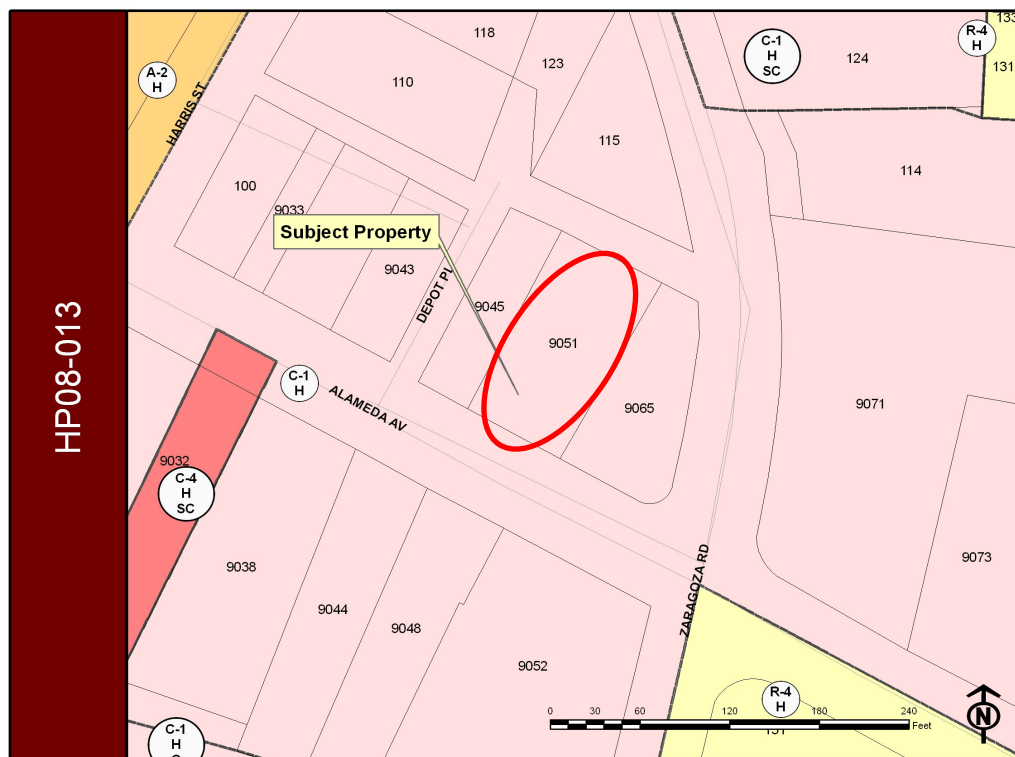 HP08-013
118
C-1
H
SC
R-4
H
133
131
124
123
110
A-2
H
HARRIS ST
115
114
100
9033
Subject Property
9043
DEPOT PL
9045
9051
9065
9071
C-1
H
ALAMEDA AV
9032
C-4
H
SC
9038
9044
9048
9052
ZARAGOZA RD
9073
R-4
H
C-1
H
0 30 60 120 180 240
Feet
N